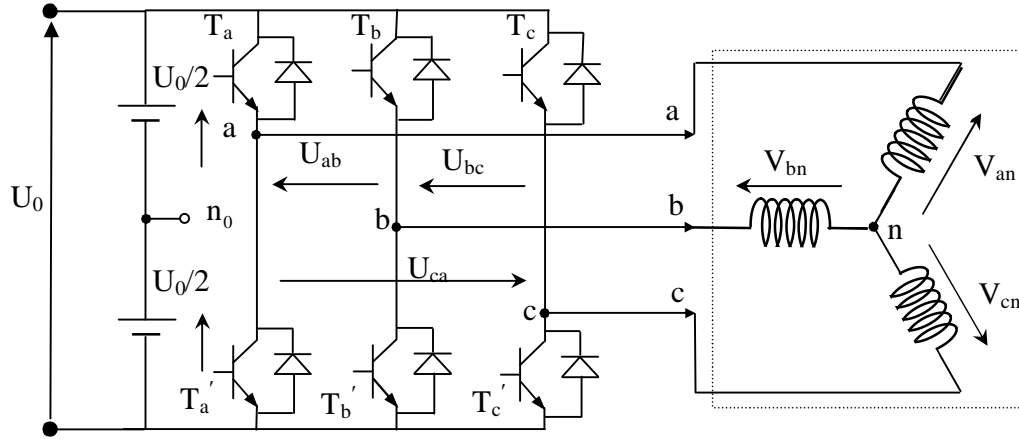 Tₐ
T_b
T_c
U₀/2
a
a
U_ab
U_bc
V_bn
V_an
U₀
n₀
b
b
n
U₀/2
U_ca
c
c
V_cn
Tₐ′
T_b′
T_c′